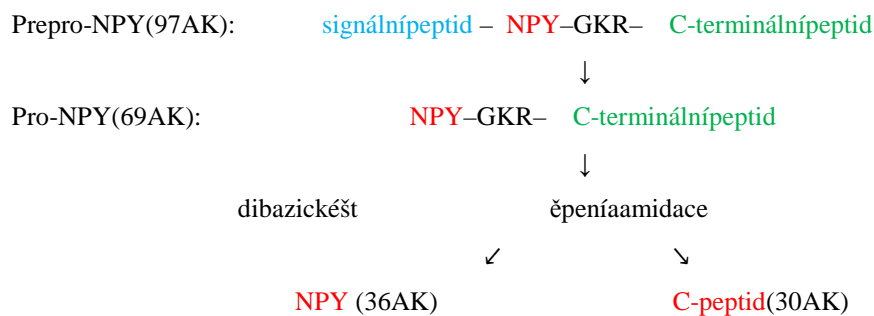 Prepro-NPY(97AK): signálnípeptid – NPY–GKR– C-terminálnípeptid
↓
Pro-NPY(69AK): NPY–GKR– C-terminálnípeptid
↓
dibazickéšt ěpeníaamidace
↙ ↘
NPY (36AK) C-peptid(30AK)